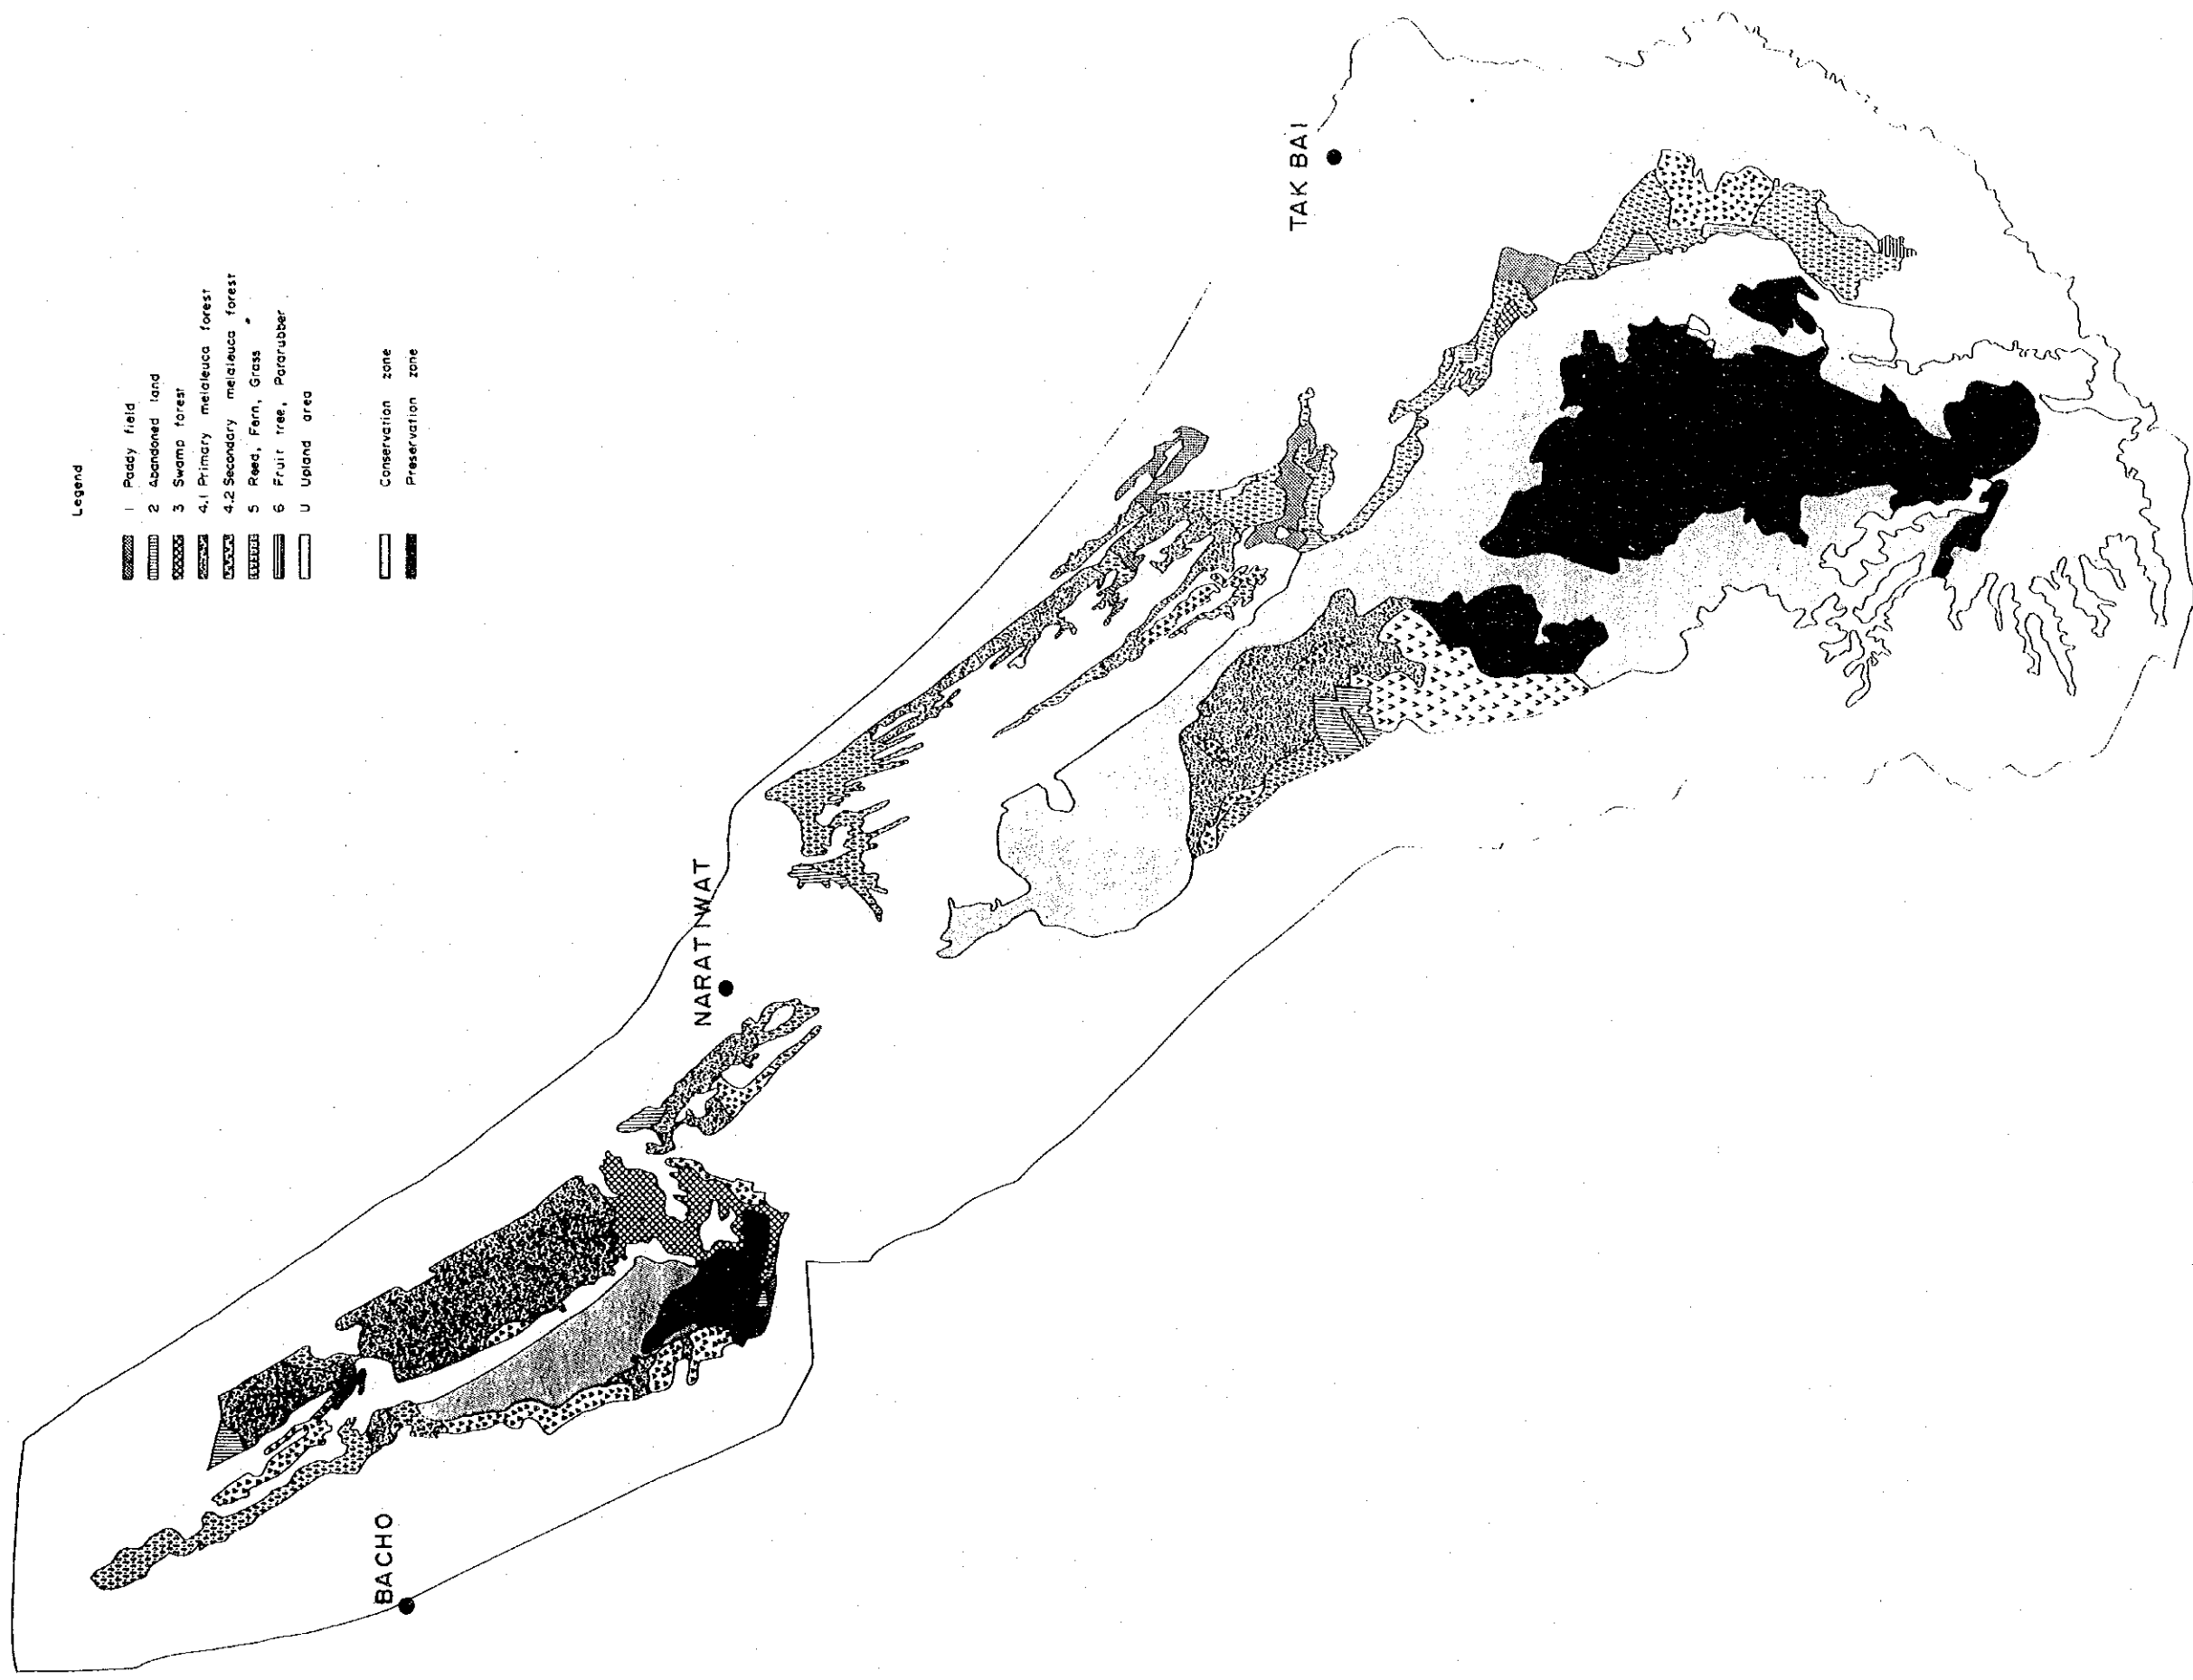 Legend
1 Paddy field
2 Abandoned land
3 Swamp forest
4.1 Primary melaleuca forest
4.2 Secondary melaleuca forest
5 Reed, Fern, Grass
6 Fruit tree, Pararubber
U Upland area
Conservation zone
Preservation zone
BACHO
NARATIWAT
TAK BAI